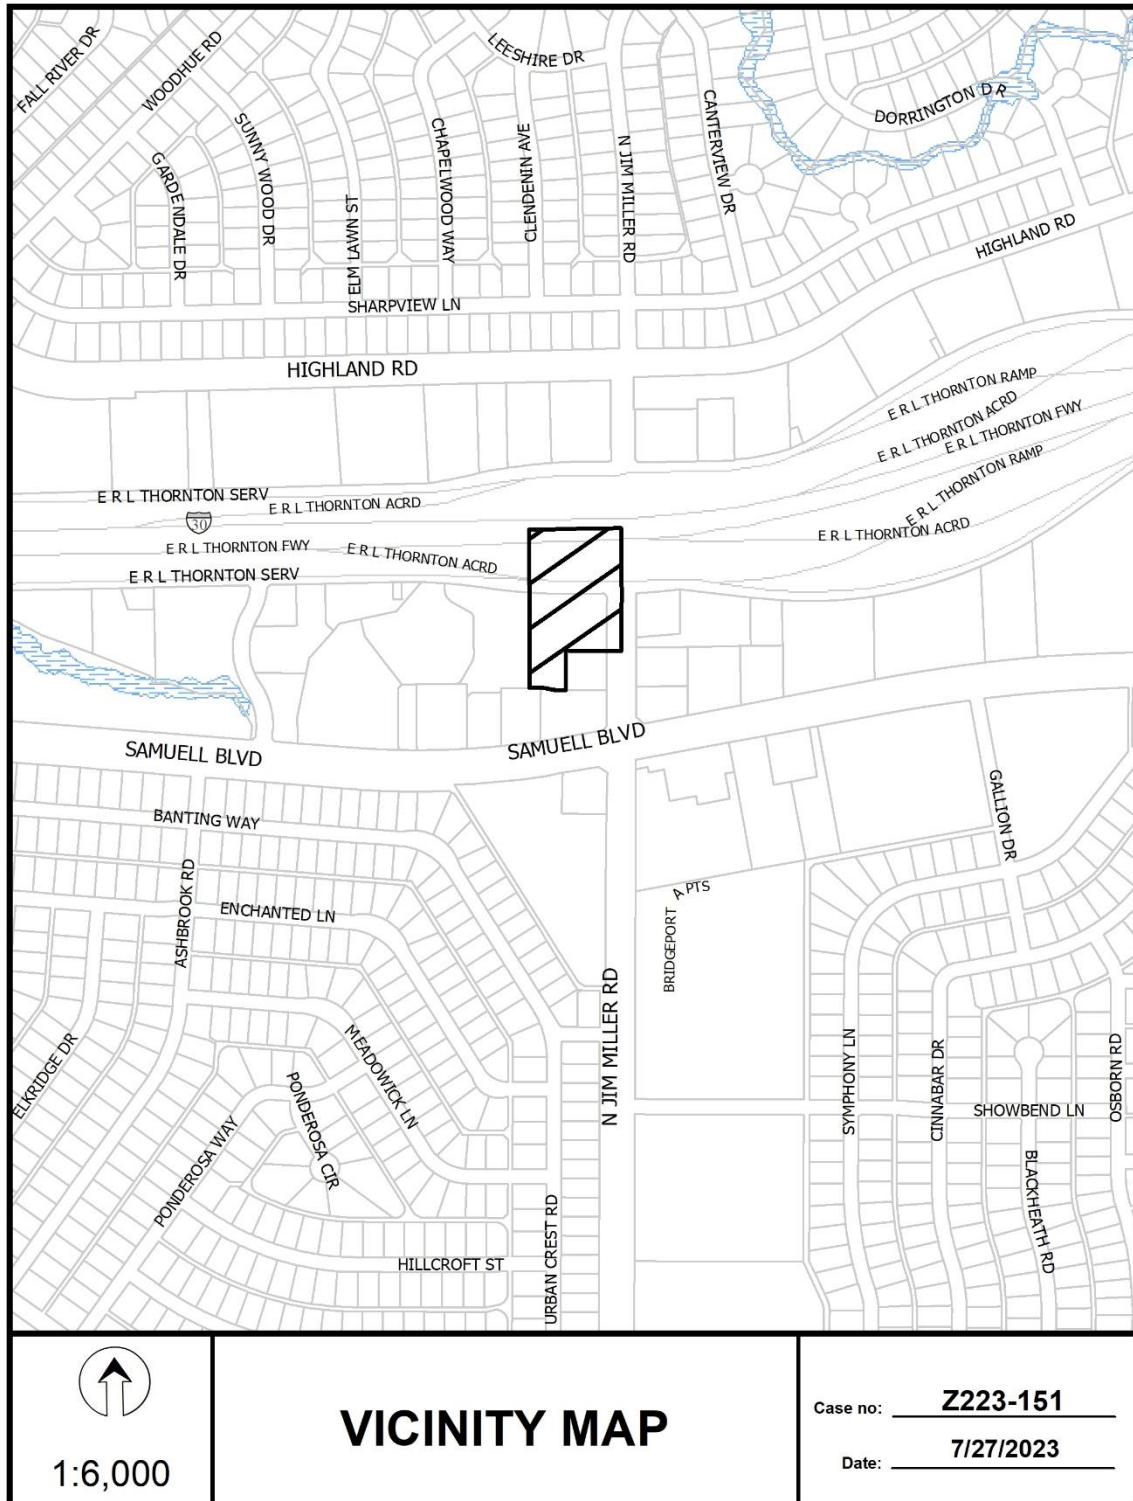 FALL RIVER DR
WOODHUE RD
LEESHIRE DR
SUNNY WOOD DR
GARDENDALE DR
ELM LAWN ST
CHAPELWOOD WAY
CLENDENIN AVE
N JIM MILLER RD
CANTERVIEW DR
DORRINGTON DR
HIGHLAND RD
SHARPVIEW LN
HIGHLAND RD
E R L THORNTON RAMP
E R L THORNTON ACRD
E R L THORNTON FWY
E R L THORNTON RAMP
E R L THORNTON SERV
E R L THORNTON ACRD
30
E R L THORNTON ACRD
E R L THORNTON FWY
E R L THORNTON ACRD
E R L THORNTON SERV
SAMUELL BLVD
SAMUELL BLVD
BANTING WAY
GALLION DR
ASHBROOK RD
ENCHANTED LN
BRIDGEPORT
A PTS
N JIM MILLER RD
ELKRIDGE DR
MEADOWICK LN
PONDEROSA CIR
PONDEROSA WAY
SYMPHONY LN
CINNABAR DR
SHOWBEND LN
OSBORN RD
BLACKHEATH RD
URBAN CREST RD
HILLCROFT ST
1:6,000
VICINITY MAP
Case no: Z223-151
Date: 7/27/2023